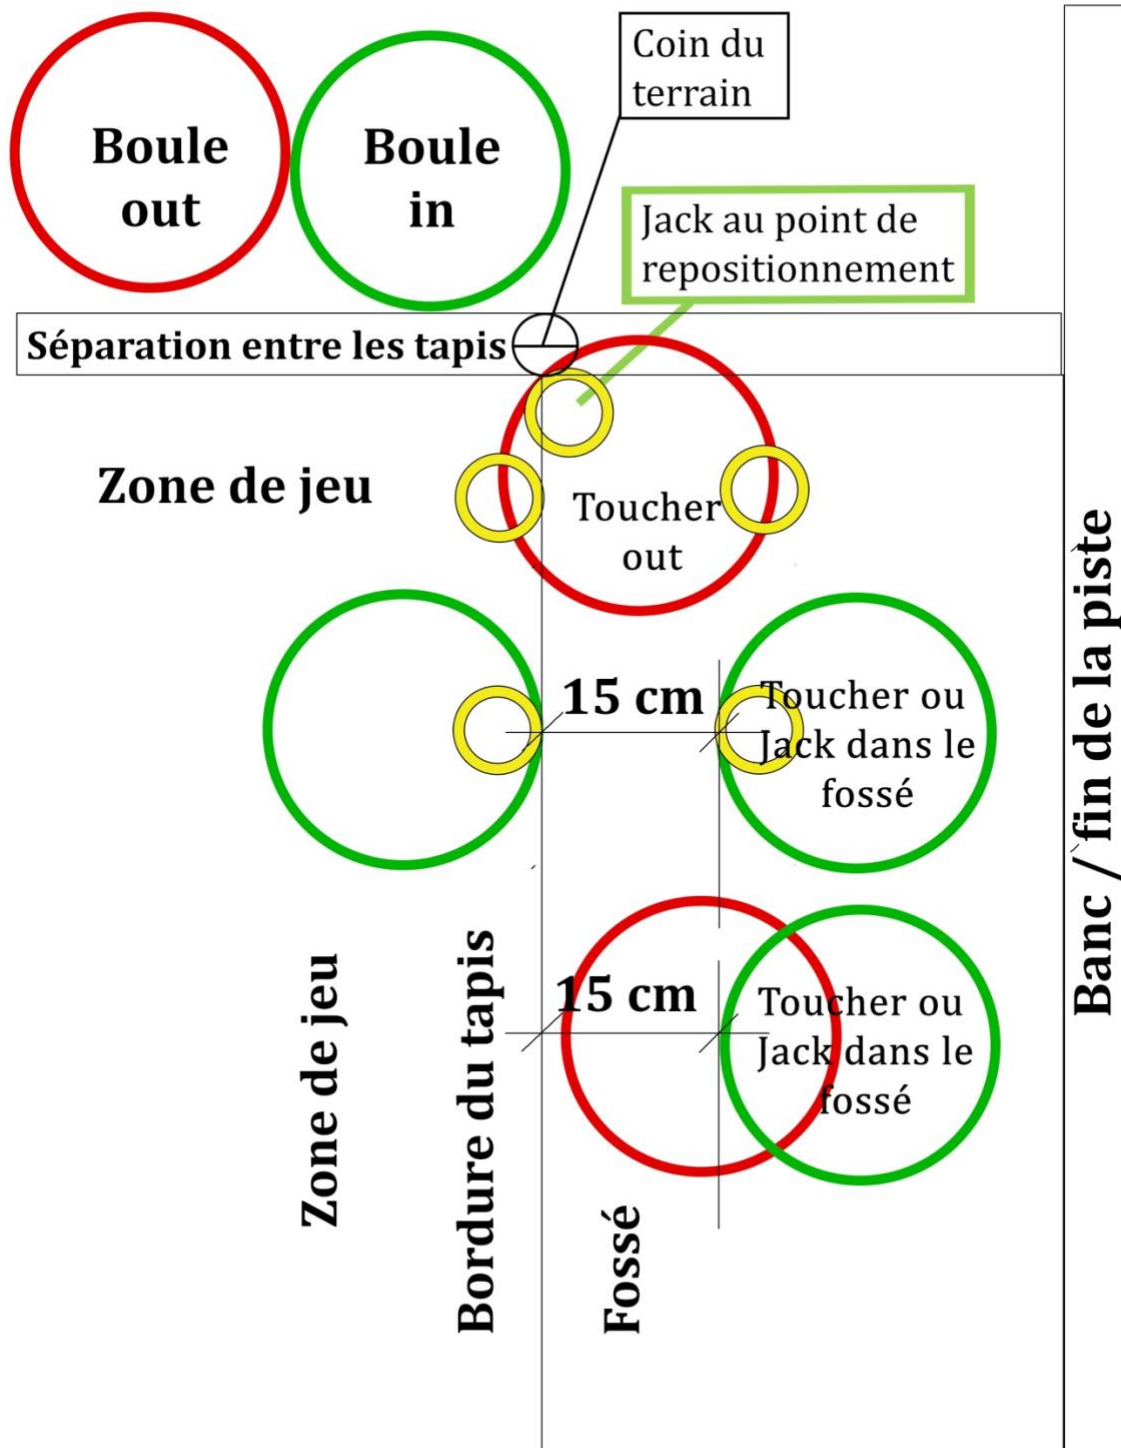 Coin du
terrain
Boule
out
Boule
in
Jack au point de
repositionnement
Séparation entre les tapis
Zone de jeu
Toucher
out
Banc / fin de la piste
15 cm
Toucher ou
Jack dans le
fossé
15 cm
Toucher ou
Jack dans le
fossé
Zone de jeu
Bordure du tapis
Fossé